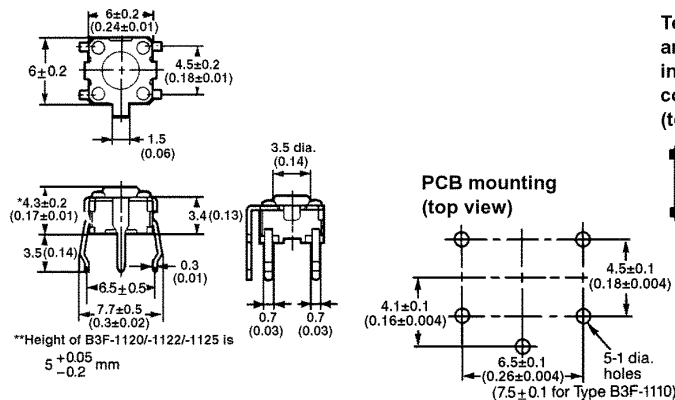 6±0.2
(0.24±0.01)
6±0.2
4.5±0.2
(0.18±0.01)
1.5
(0.06)
*4.3±0.2
(0.17±0.01)
3.4(0.13)
3.5(0.14)
0.3
(0.01)
6.5±0.5
7.7±0.5
(0.3±0.02)
**Height of B3F-1120/-1122/-1125 is
5 +0.05
−0.2 mm
3.5 dia.
(0.14)
0.7
(0.03)
0.7
(0.03)
PCB mounting
(top view)
4.5±0.1
(0.18±0.004)
4.1±0.1
(0.16±0.004)
6.5±0.1
(0.26±0.004)
(7.5±0.1 for Type B3F-1110)
5-1 dia.
holes
Te
ar
in
co
(to